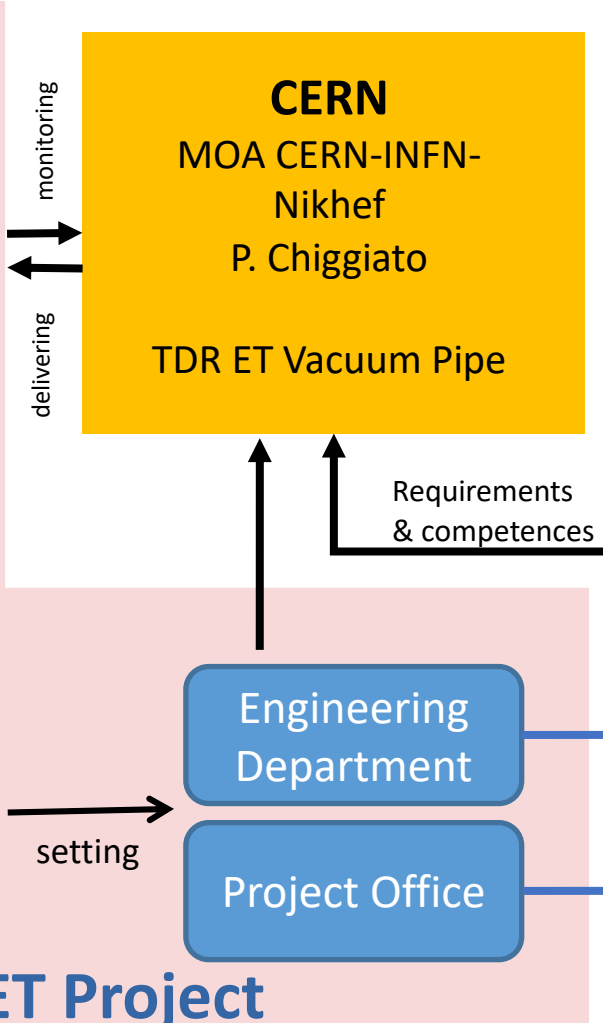 monitoring
CERN
MOA CERN-INFN-
Nikhef
P. Chiggiato
delivering
TDR ET Vacuum Pipe
Requirements
& competences
Engineering
Department
setting
Project Office
ET Project